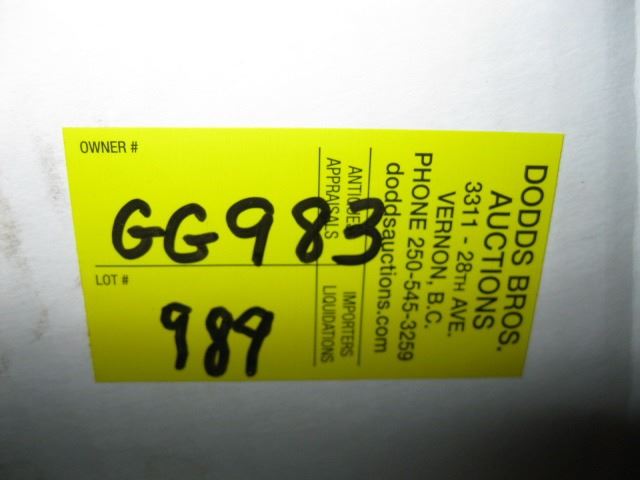 OWNER #
GG983
LOT #
989
DODDS BROS.
AUCTIONS
3311 - 28TH AVE.
VERNON, B.C.
PHONE 250-545-3259
doddsauctions.com
ANTIQUES IMPORTERS
APPRAISALS LIQUIDATIONS